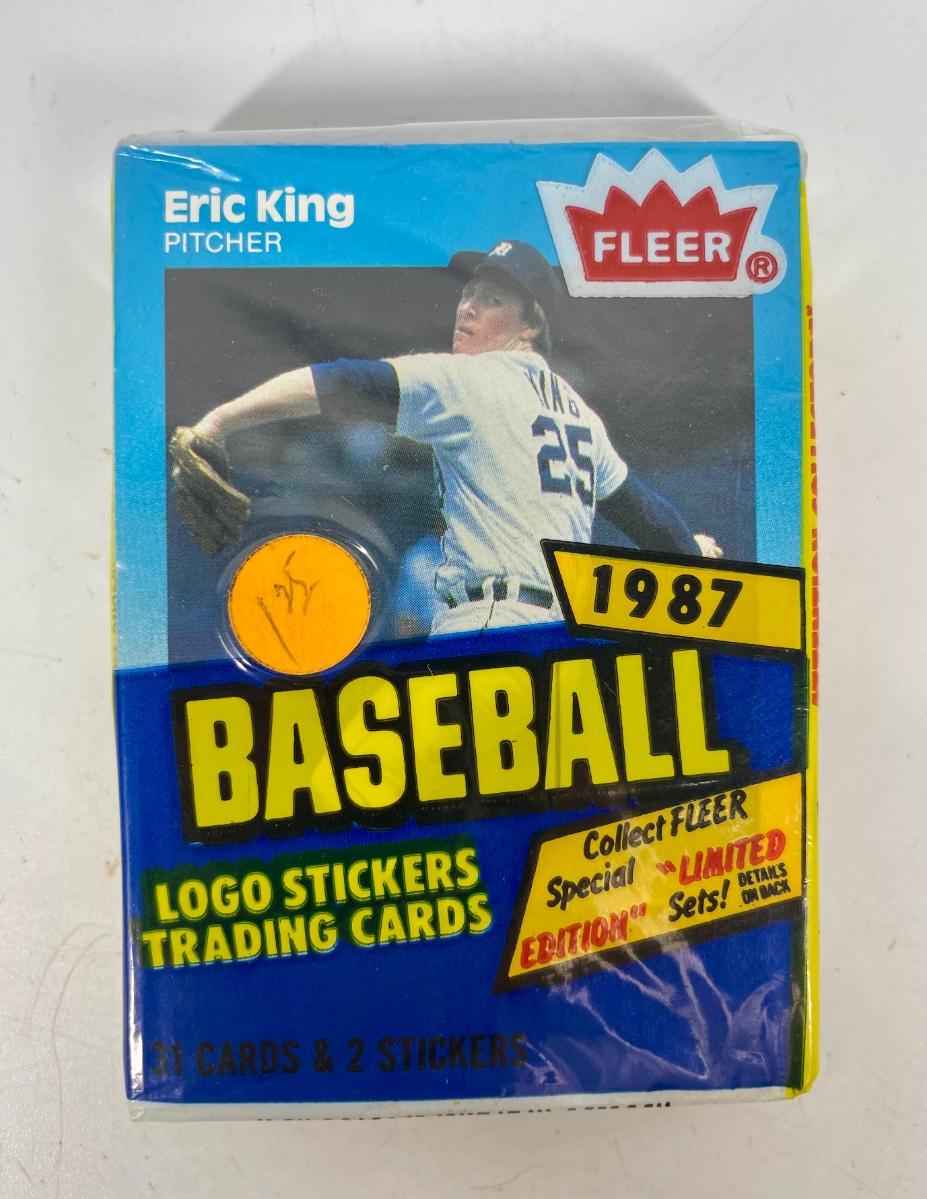 Eric King
PITCHER
FLEER®
KING
25
1987
BASEBALL
Collect FLEER
Special "LIMITED
EDITION" Sets! DETAILS
ON BACK
LOGO STICKERS
TRADING CARDS
31 CARDS & 2 STICKERS